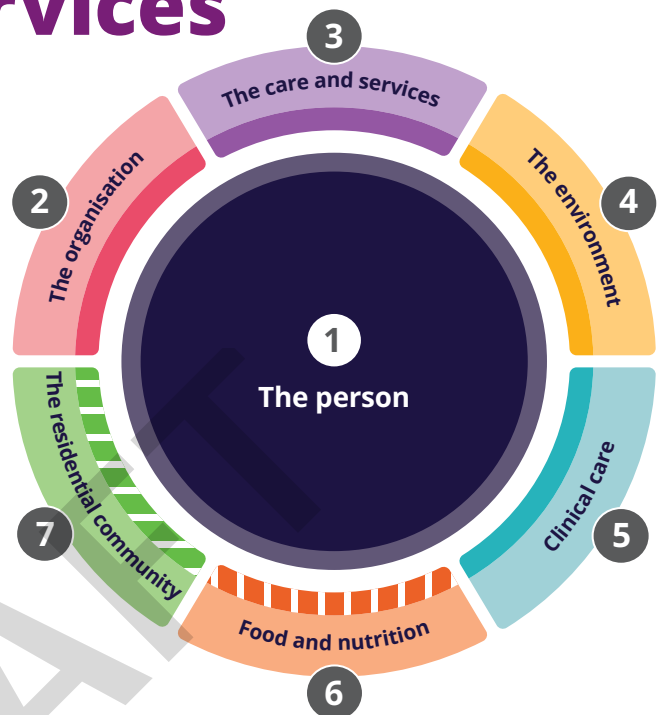 rvices
3
The care and services
2
The organisation
4
The environment
1
The person
7
The residential community
5
Clinical care
Food and nutrition
6